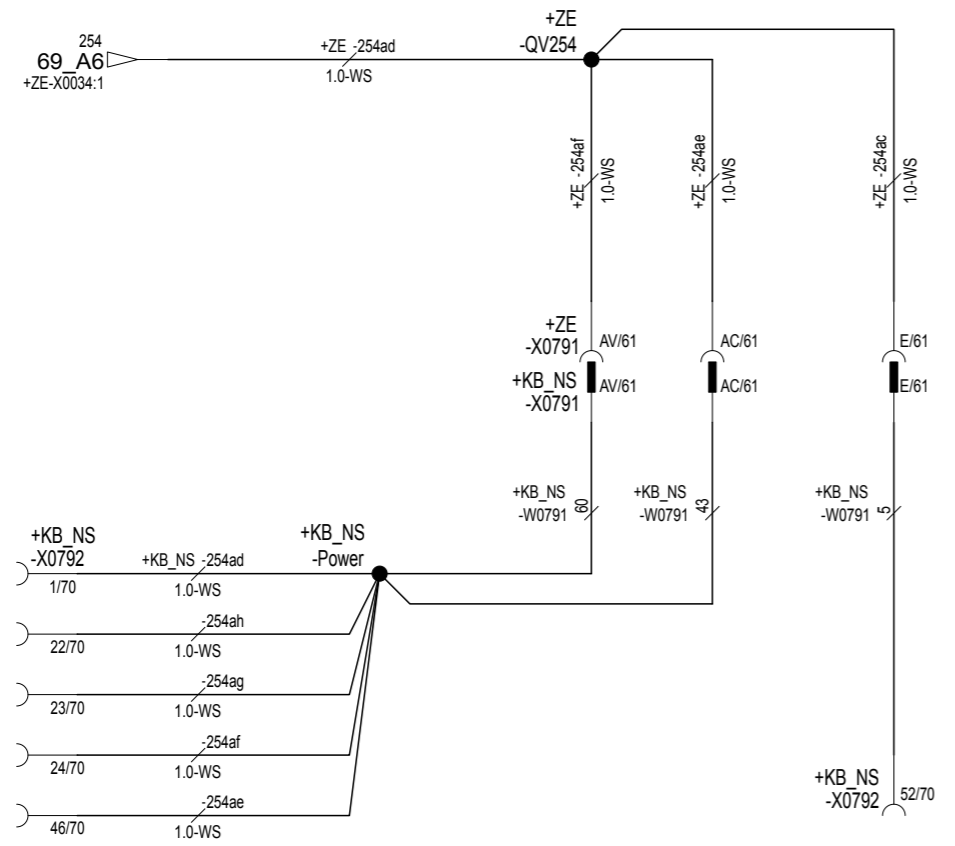 254
69_A6
+ZE-X0034:1
+ZE -254ad
1.0-WS
+ZE
-QV254
+ZE -254af
1.0-WS
+ZE -254ae
1.0-WS
+ZE -254ac
1.0-WS
+ZE
-X0791
AV/61
AC/61
E/61
+KB_NS
-X0791
AV/61
AC/61
E/61
+KB_NS
-W0791
60
+KB_NS
-W0791
43
+KB_NS
-W0791
5
+KB_NS
-X0792
1/70
+KB_NS -254ad
1.0-WS
+KB_NS
-Power
22/70
-254ah
1.0-WS
23/70
-254ag
1.0-WS
24/70
-254af
1.0-WS
46/70
-254ae
1.0-WS
+KB_NS
-X0792
52/70